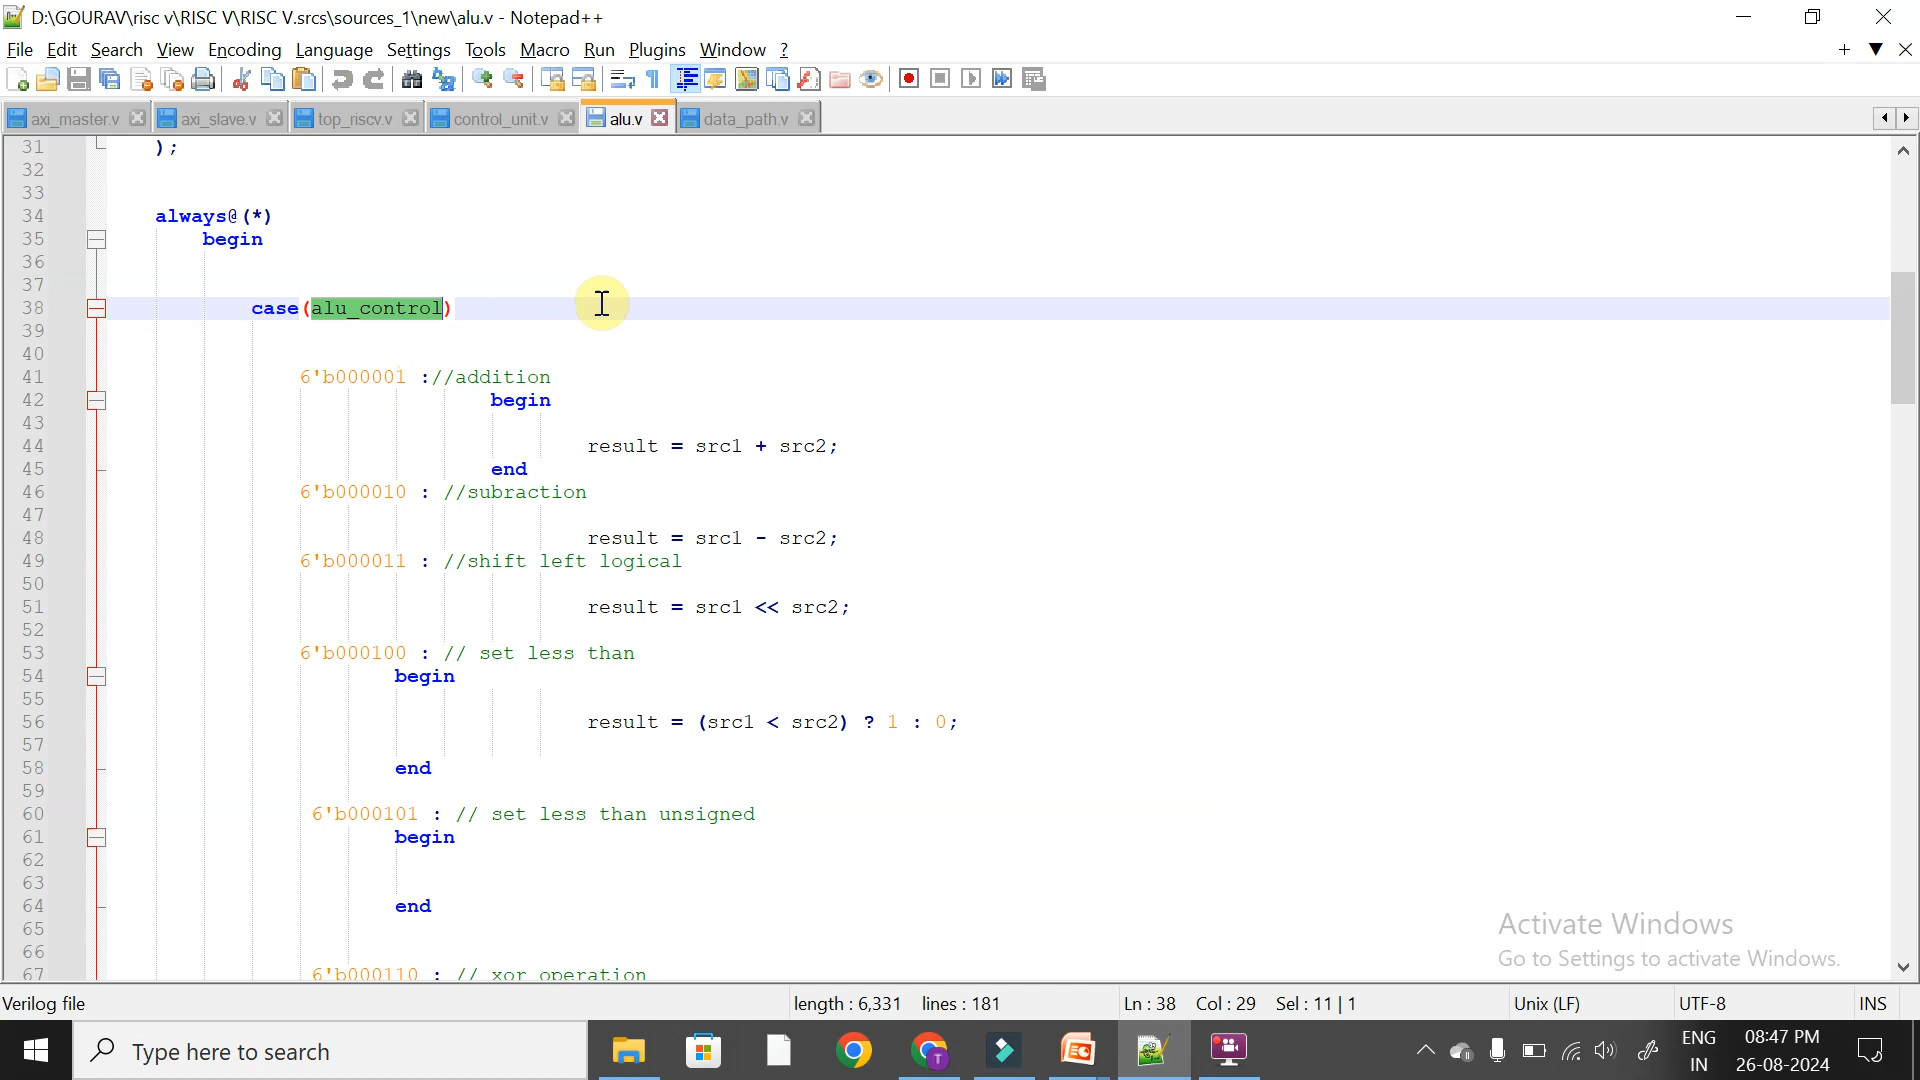 D:\GOURAV\risc v\RISC V\RISC V.srcs\sources_1\new\alu.v - Notepad++
File Edit Search View Encoding Language Settings Tools Macro Run Plugins Window ?
axi_master.v axi_slave.v top_riscv.v control_unit.v alu.v data_path.v
31 );
32
33
34 always@(*)
35 begin
36
37
38 case(alu_control)
39
40
41 6'b000001 ://addition
42 begin
43
44 result = src1 + src2;
45 end
46 6'b000010 : //subraction
47
48 result = src1 - src2;
49 6'b000011 : //shift left logical
50
51 result = src1 << src2;
52
53 6'b000100 : // set less than
54 begin
55
56 result = (src1 < src2) ? 1 : 0;
57
58 end
59
60 6'b000101 : // set less than unsigned
61 begin
62
63
64 end
65
66
67 6'b000110 : // xor operation
Activate Windows
Go to Settings to activate Windows.
Verilog file length : 6,331 lines : 181 Ln : 38 Col : 29 Sel : 11 | 1 Unix (LF) UTF-8 INS
Type here to search
ENG 08:47 PM
IN 26-08-2024